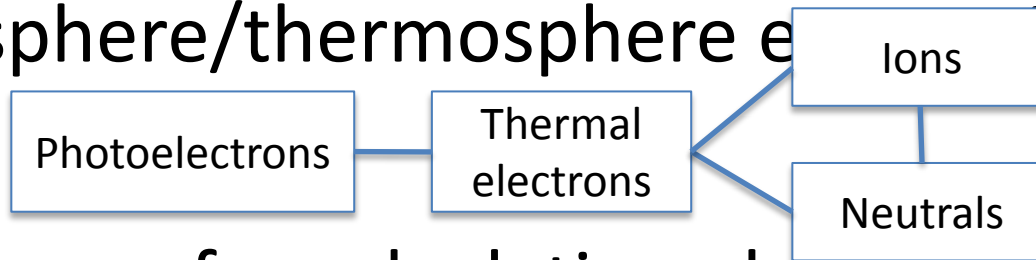 sphere/thermosphere e
Ions
Photoelectrons
Thermal
electrons
Neutrals